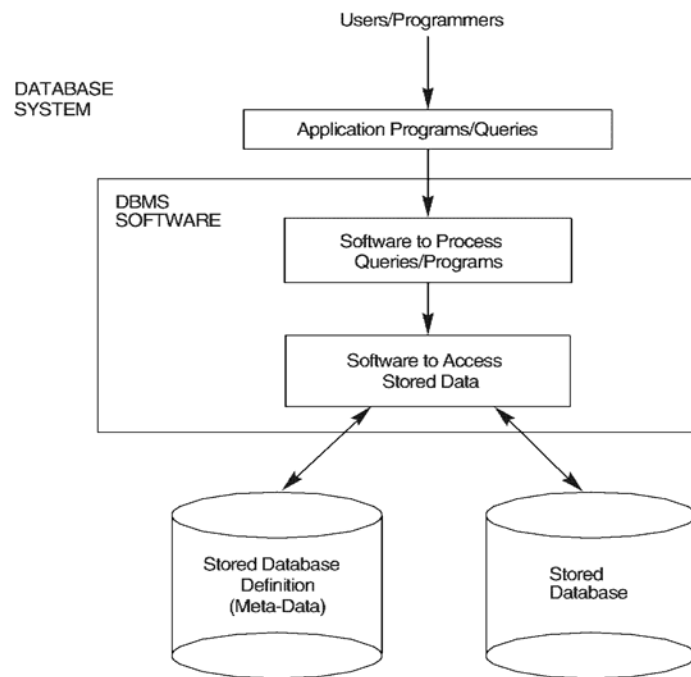 Users/Programmers
DATABASE
SYSTEM
Application Programs/Queries
DBMS
SOFTWARE
Software to Process
Queries/Programs
Software to Access
Stored Data
Stored Database
Definition
(Meta-Data)
Stored
Database